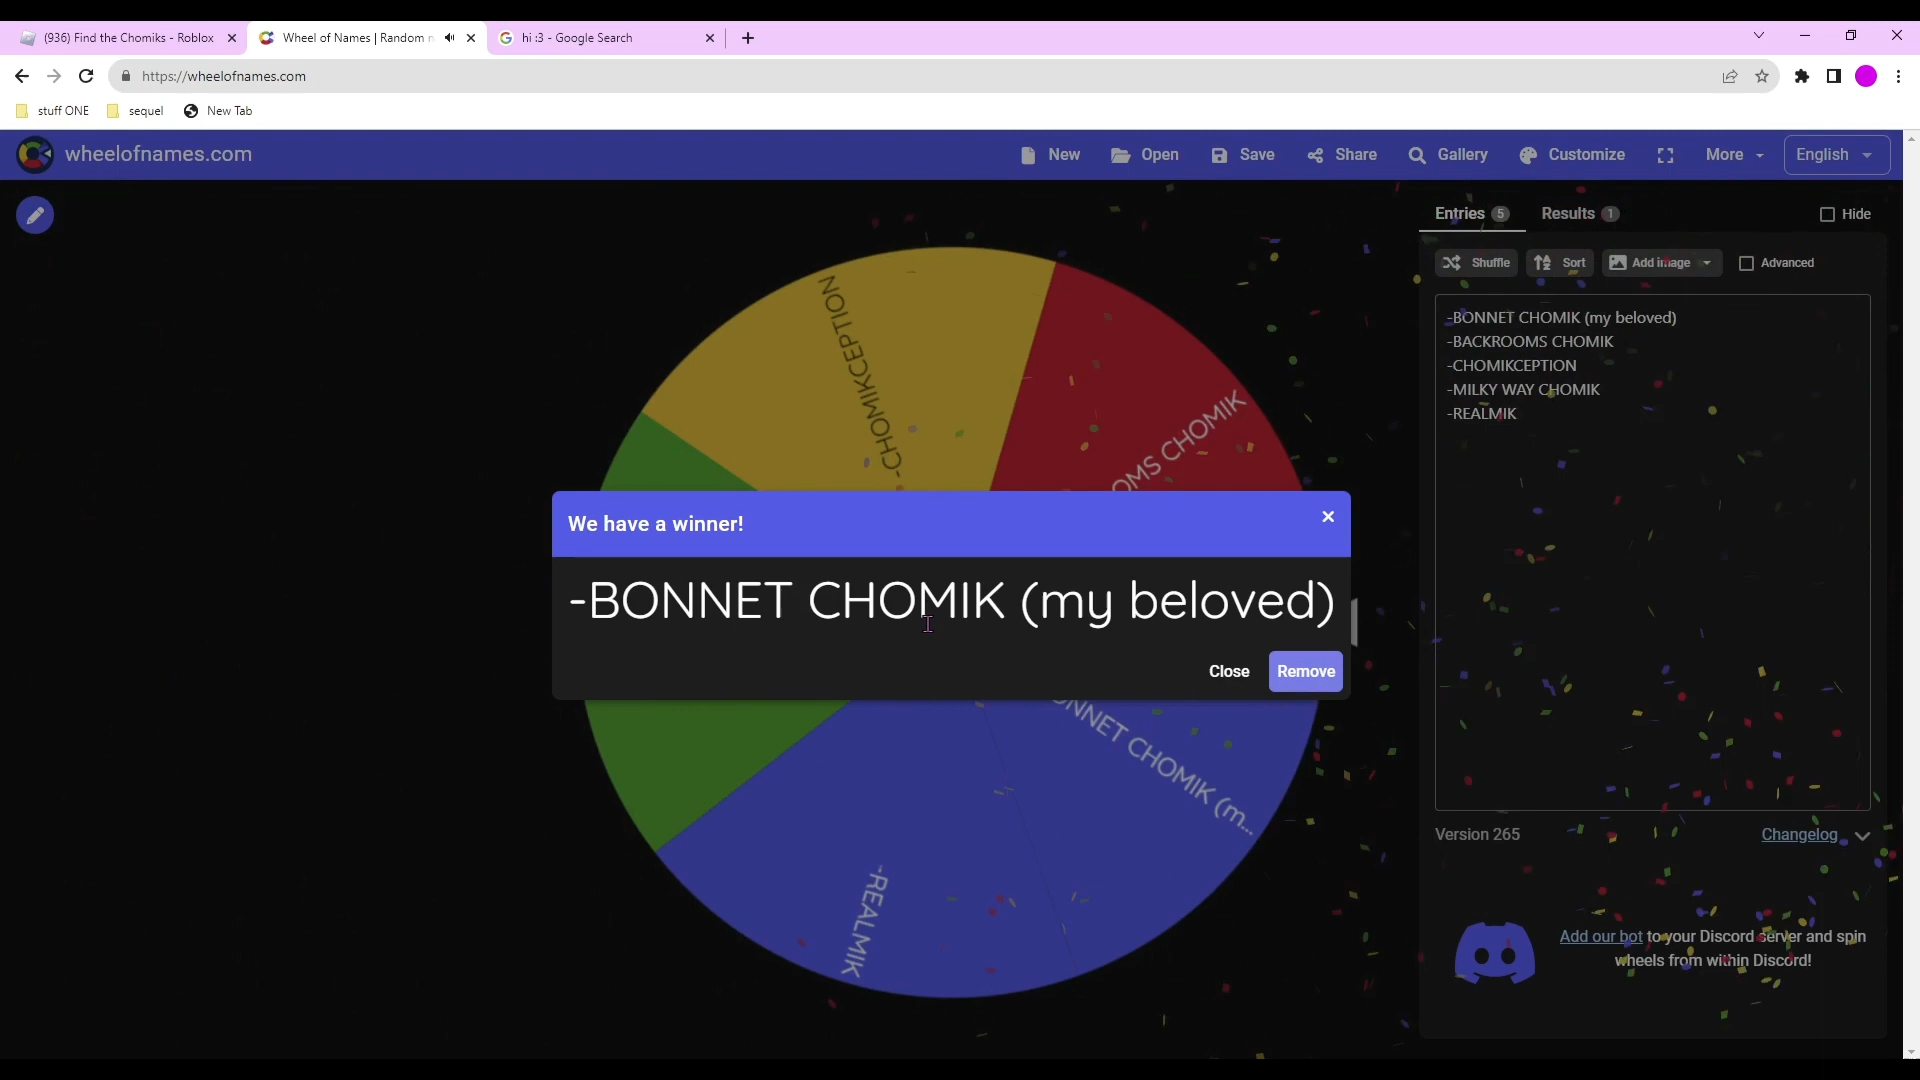 (936) Find the Chomiks - Roblox
Wheel of Names | Random n
hi :3 - Google Search
https://wheelofnames.com
stuff ONE
sequel
New Tab
wheelofnames.com
New
Open
Save
Share
Gallery
Customize
More
English
Entries 5
Results 1
Hide
Shuffle
Sort
Add image
Advanced
-BONNET CHOMIK (my beloved)
-BACKROOMS CHOMIK
-CHOMIKCEPTION
-MILKY WAY CHOMIK
-REALMIK
-CHOMIKCEPTION
OMS CHOMIK
We have a winner!
-BONNET CHOMIK (my beloved)
Close
Remove
NNET CHOMIK (m...
-REALMIK
Version 265
Changelog
Add our bot to your Discord server and spin
wheels from within Discord!